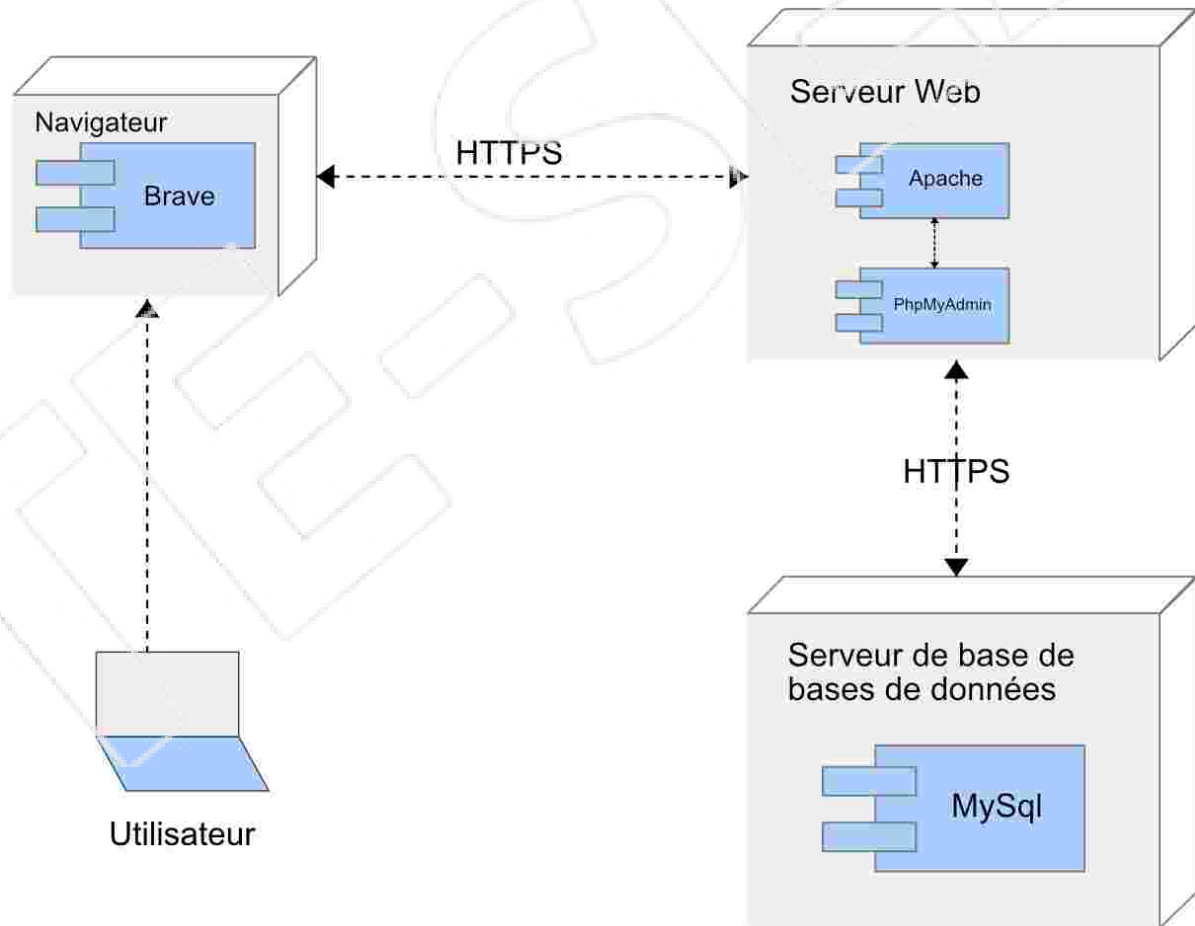 Navigateur
Brave
HTTPS
Serveur Web
Apache
PhpMyAdmin
HTTPS
Serveur de base de
bases de données
MySql
Utilisateur